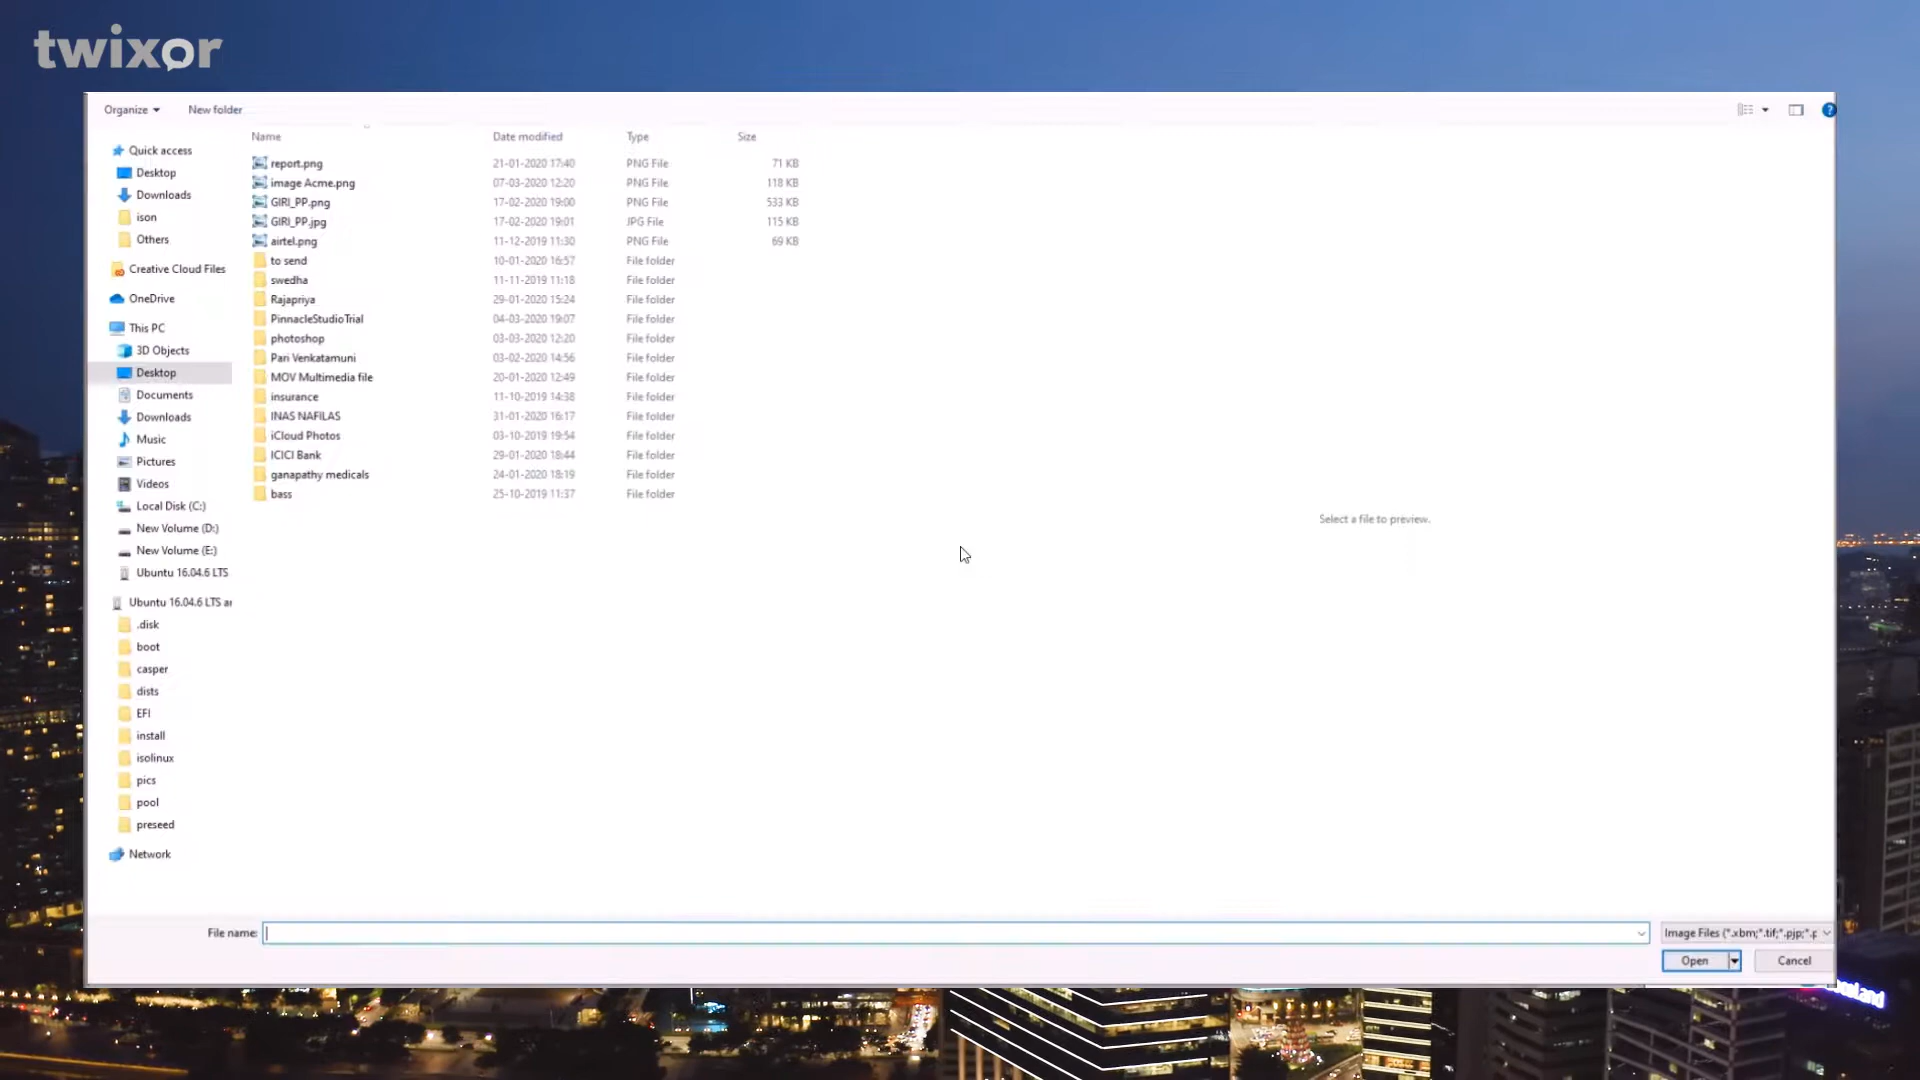 twixor
Organize New folder
Name Date modified Type Size
Quick access
Desktop
Downloads
ison
Others
Creative Cloud Files
OneDrive
This PC
3D Objects
Desktop
Documents
Downloads
Music
Pictures
Videos
Local Disk (C:)
New Volume (D:)
New Volume (E:)
Ubuntu 16.04.6 LTS
Ubuntu 16.04.6 LTS ar
.disk
boot
casper
dists
EFI
install
isolinux
pics
pool
preseed
Network
report.png 21-01-2020 17:40 PNG File 71 KB
image Acme.png 07-03-2020 12:20 PNG File 118 KB
GIRI_PP.png 17-02-2020 19:00 PNG File 533 KB
GIRI_PP.jpg 17-02-2020 19:01 JPG File 115 KB
airtel.png 11-12-2019 11:30 PNG File 69 KB
to send 10-01-2020 16:57 File folder
swedha 11-11-2019 11:18 File folder
Rajapriya 29-01-2020 15:24 File folder
PinnacleStudioTrial 04-03-2020 19:07 File folder
photoshop 03-03-2020 12:20 File folder
Pari Venkatamuni 03-02-2020 14:56 File folder
MOV Multimedia file 20-01-2020 12:49 File folder
insurance 11-10-2019 14:38 File folder
INAS NAFILAS 31-01-2020 16:17 File folder
iCloud Photos 03-10-2019 19:54 File folder
ICICI Bank 29-01-2020 18:44 File folder
ganapathy medicals 24-01-2020 18:19 File folder
bass 25-10-2019 11:37 File folder
Select a file to preview.
File name: Image Files (*.xbm;*.tif;*.pjp;*.p
Open Cancel